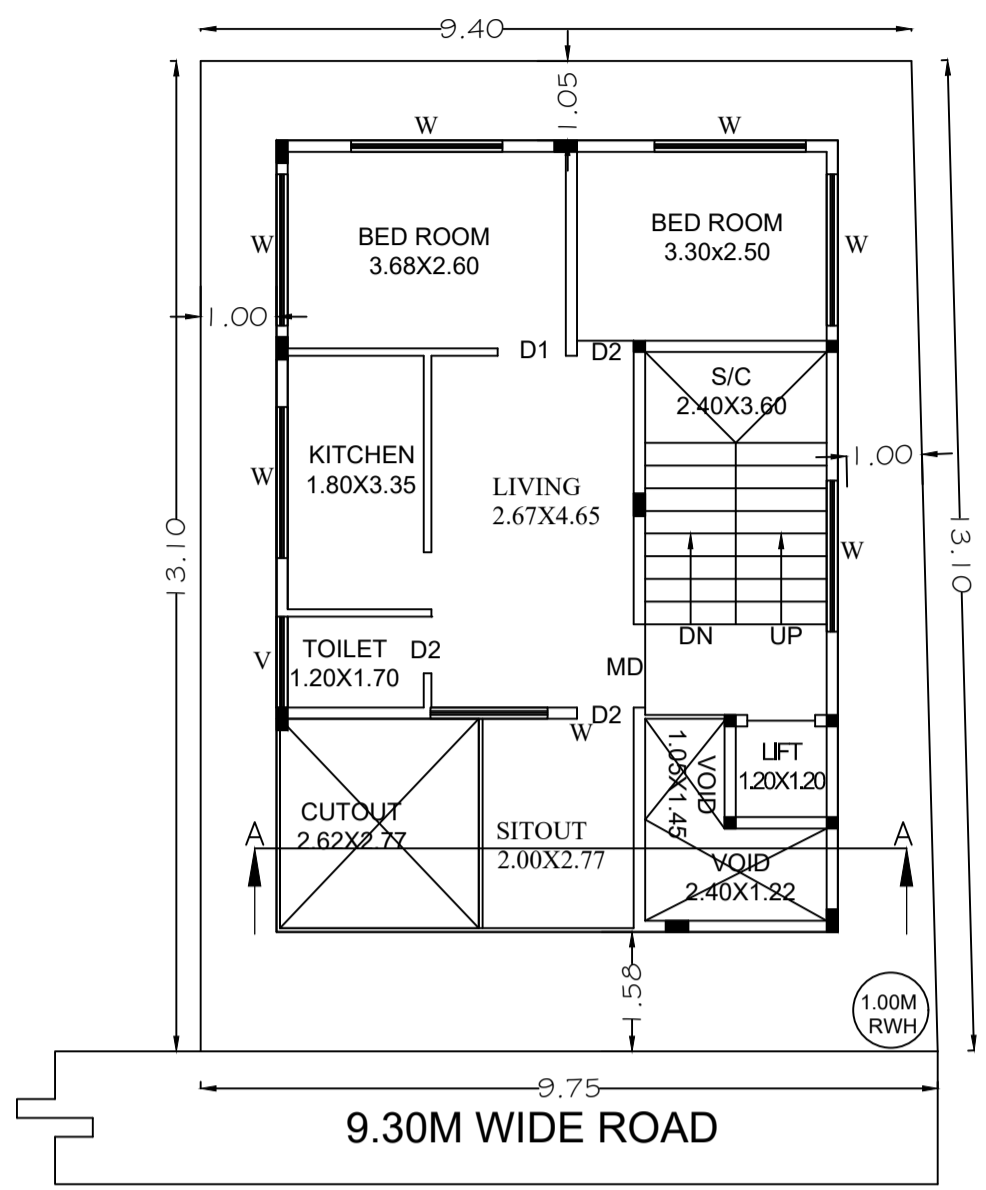 9.40
1.05
W
W
BED ROOM
3.68X2.60
BED ROOM
3.30x2.50
W
W
1.00
D1
D2
S/C
2.40X3.60
KITCHEN
1.80X3.35
W
LIVING
2.67X4.65
1.00
W
13.10
13.10
DN
UP
TOILET
1.20X1.70
D2
V
MD
D2
W
VOID
1.05X1.45
LIFT
1.20X1.20
CUTOUT
2.62X2.77
SITOUT
2.00X2.77
A
A
VOID
2.40X1.22
1.58
1.00M
RWH
9.75
9.30M WIDE ROAD